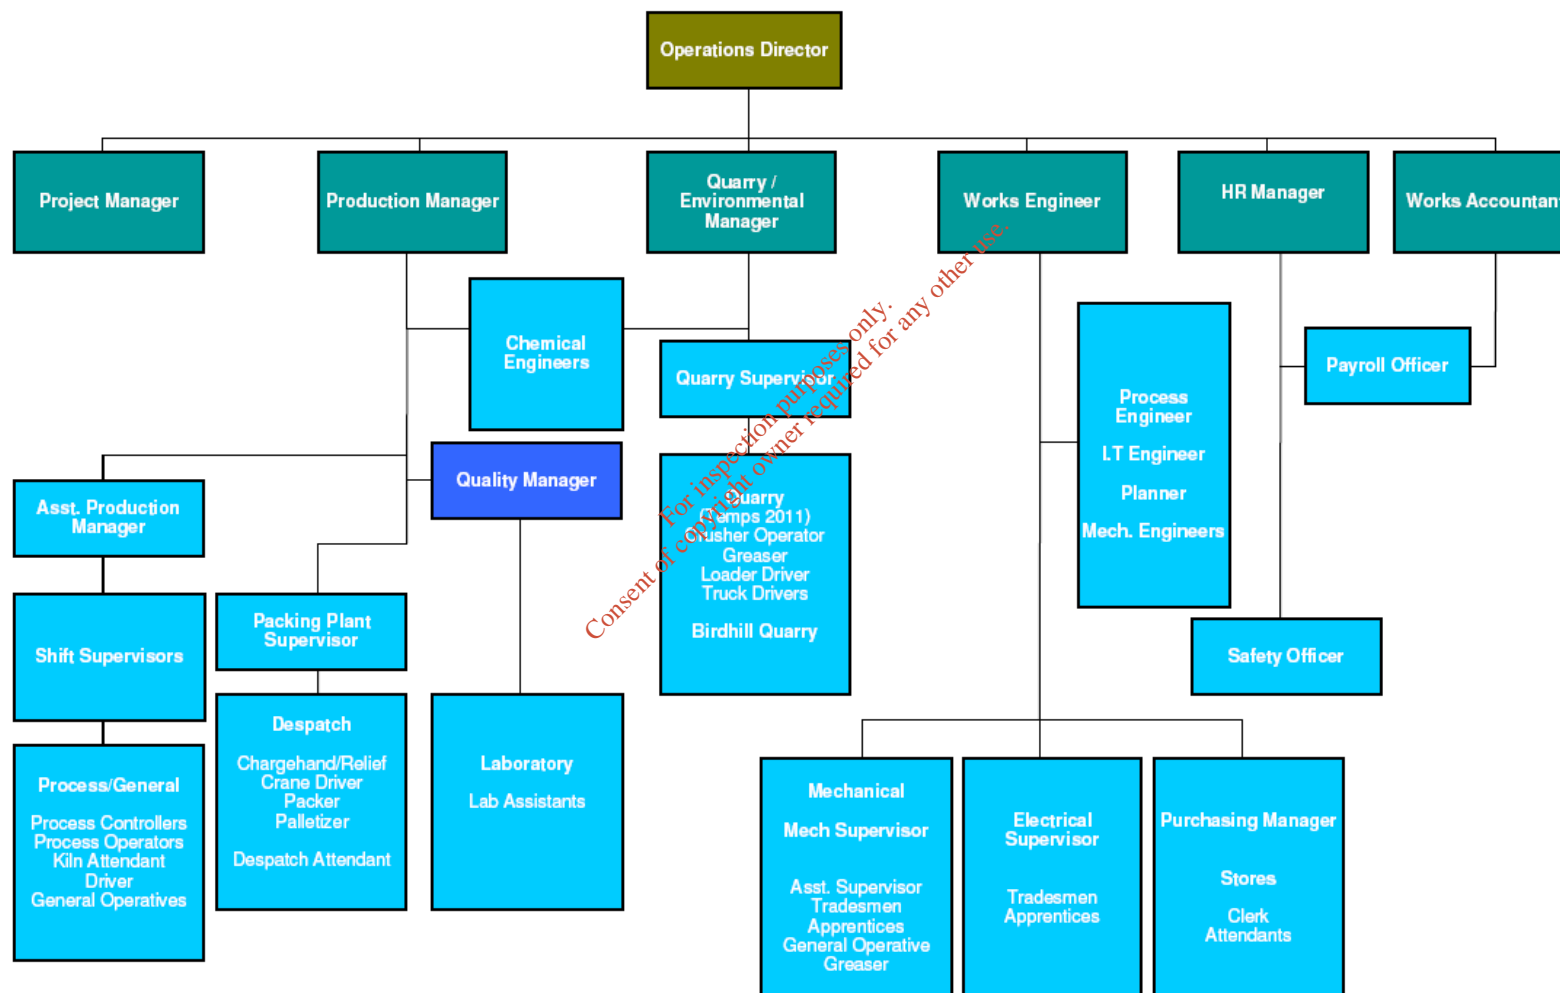 Operations Director
Project Manager
Production Manager
Quarry /
Environmental
Manager
Works Engineer
HR Manager
Works Accountant
Chemical
Engineers
Quarry Supervisor
Payroll Officer
Process
Engineer
I.T Engineer
Planner
Mech. Engineers
Asst. Production
Manager
Quality Manager
Quarry
(Temps 2011)
Crusher Operator
Greaser
Loader Driver
Truck Drivers
Birdhill Quarry
Shift Supervisors
Packing Plant
Supervisor
Safety Officer
Process/General
Process Controllers
Process Operators
Kiln Attendant
Driver
General Operatives
Despatch
Chargehand/Relief
Crane Driver
Packer
Palletizer
Despatch Attendant
Laboratory
Lab Assistants
Mechanical
Mech Supervisor
Asst. Supervisor
Tradesmen
Apprentices
General Operative
Greaser
Electrical
Supervisor
Tradesmen
Apprentices
Purchasing Manager
Stores
Clerk
Attendants
For inspection purposes only.
Consent of copyright owner required for any other use.